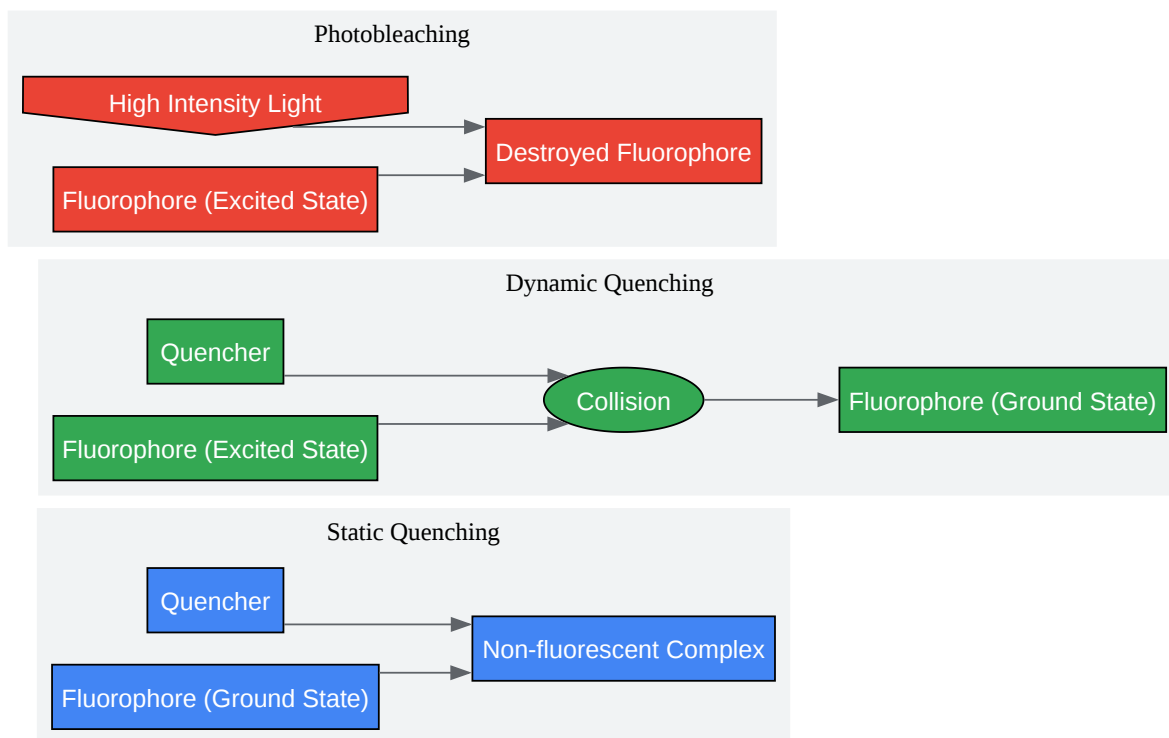 Photobleaching
High Intensity Light
Destroyed Fluorophore
Fluorophore (Excited State)
Dynamic Quenching
Quencher
Fluorophore (Excited State)
Collision
Fluorophore (Ground State)
Static Quenching
Quencher
Fluorophore (Ground State)
Non-fluorescent Complex